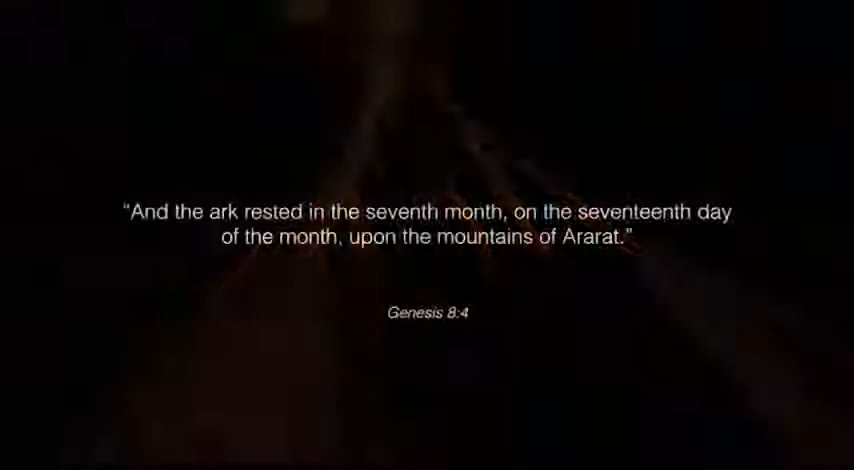 “And the ark rested in the seventh month, on the seventeenth day
of the month, upon the mountains of Ararat.”
Genesis 8:4